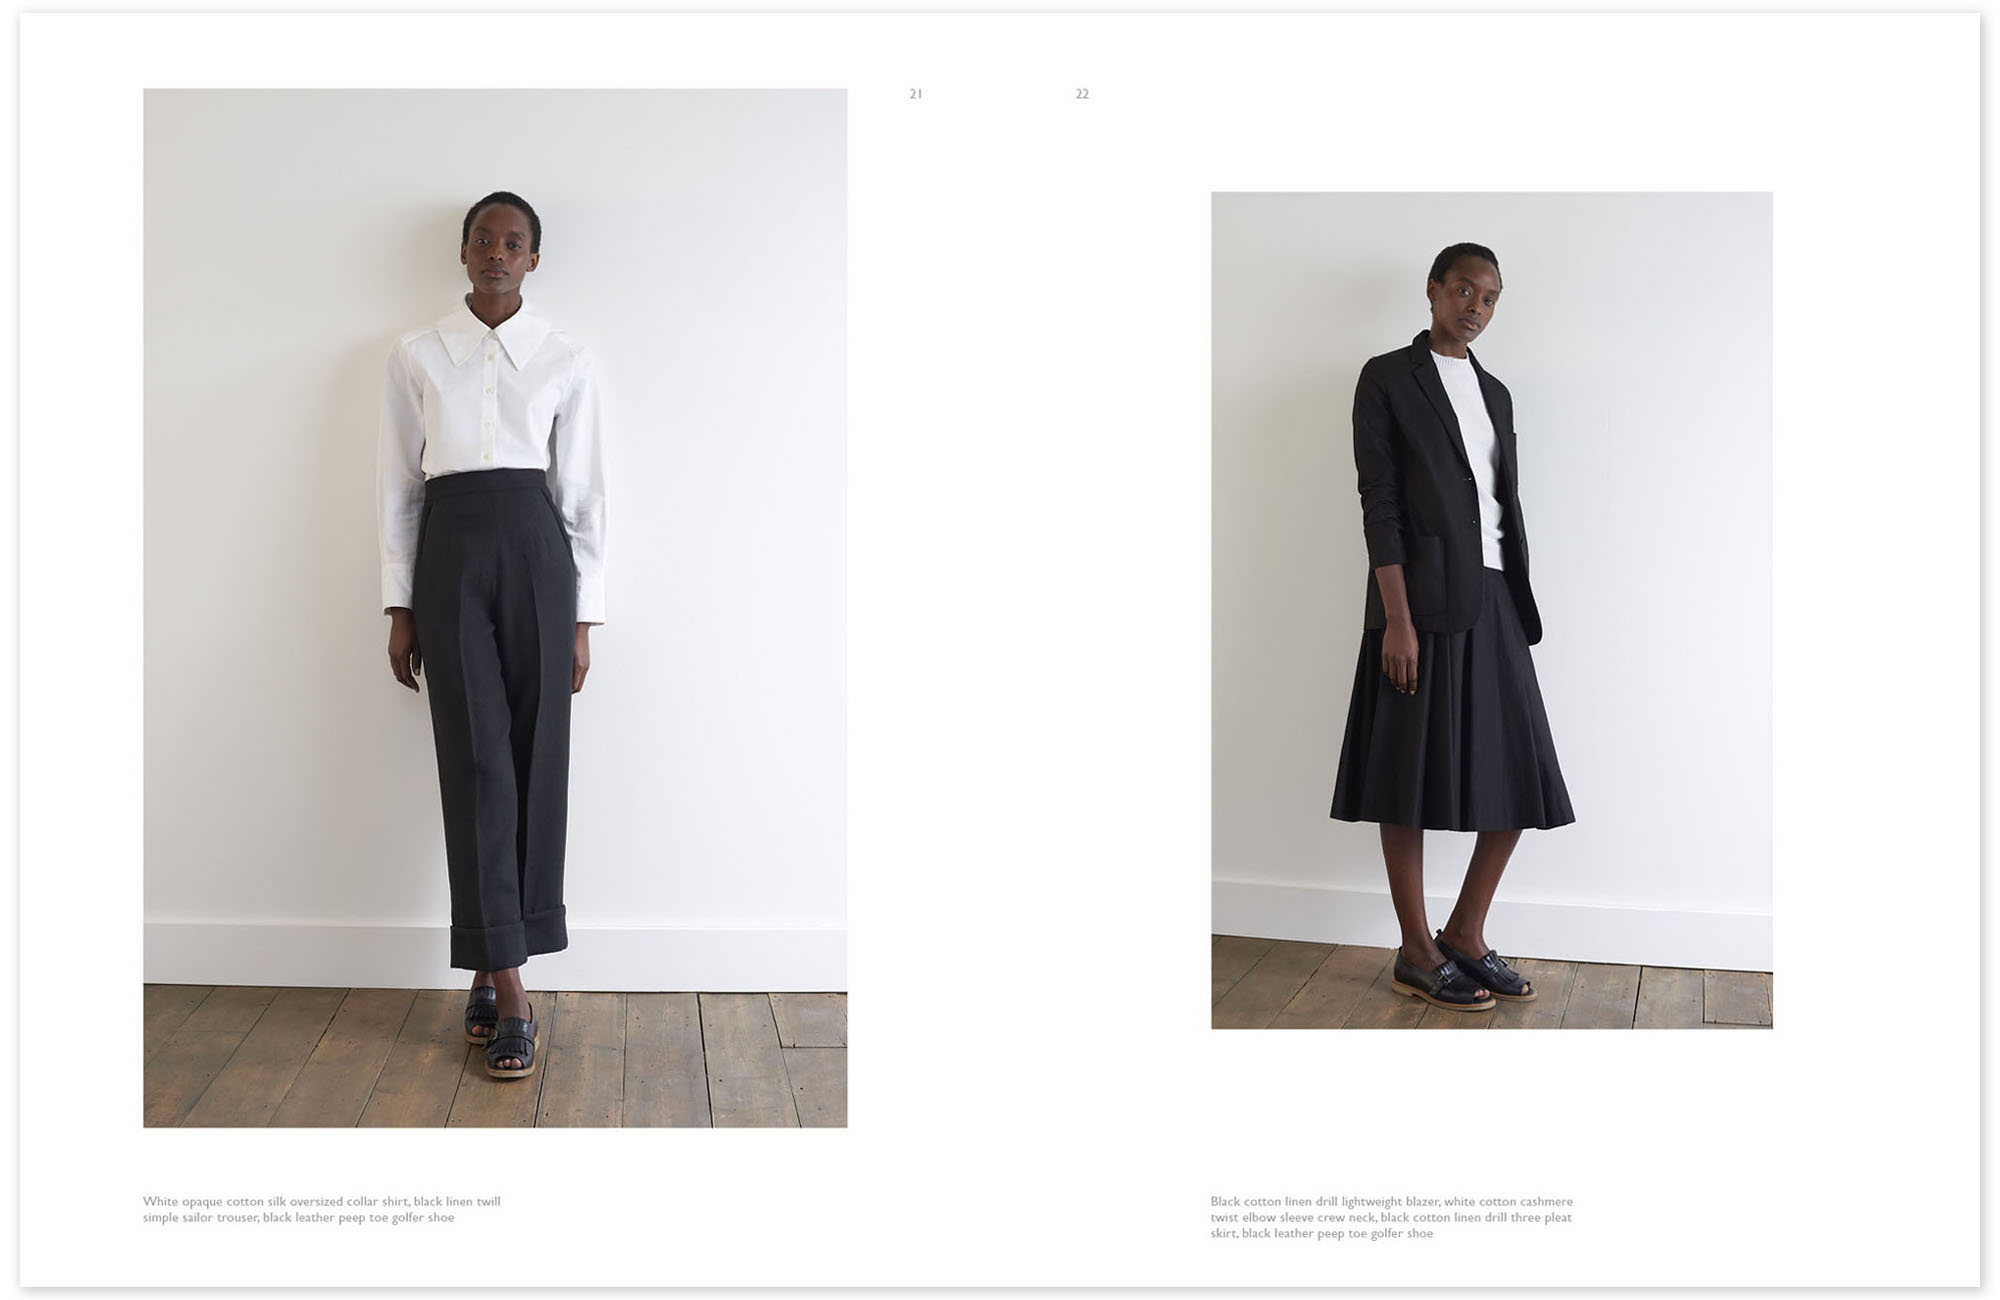 21
22
White opaque cotton silk oversized collar shirt, black linen twill
simple sailor trouser, black leather peep toe golfer shoe
Black cotton linen drill lightweight blazer, white cotton cashmere
twist elbow sleeve crew neck, black cotton linen drill three pleat
skirt, black leather peep toe golfer shoe